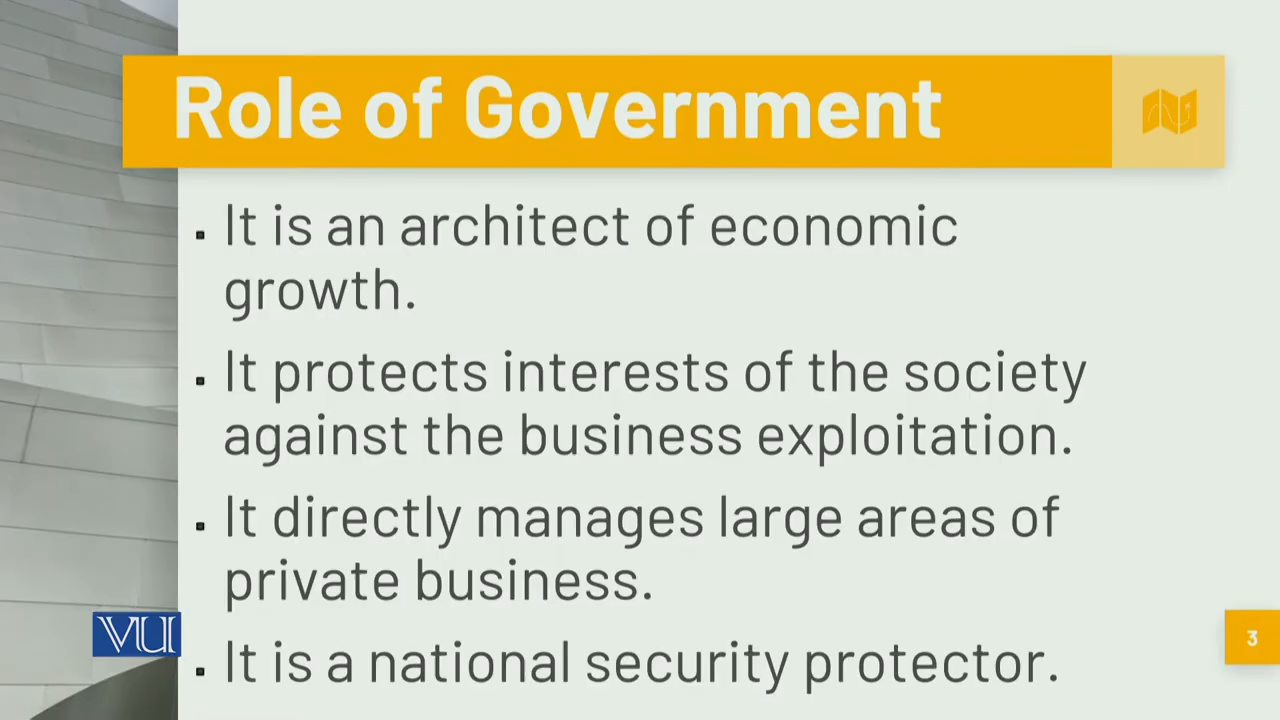 Role of Government
▪ It is an architect of economic
growth.
▪ It protects interests of the society
against the business exploitation.
▪ It directly manages large areas of
private business.
▪ It is a national security protector.
VU
3